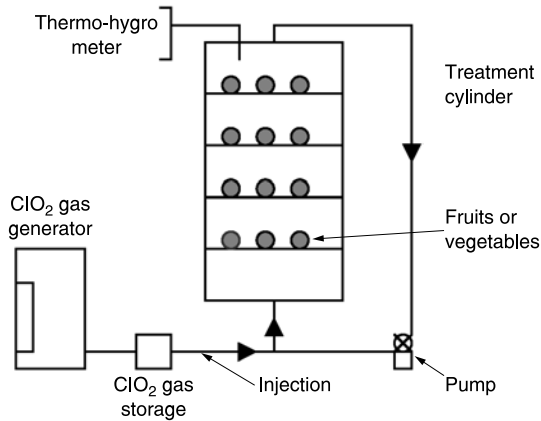 Thermo-hygro
meter
Treatment
cylinder
ClO₂ gas
generator
Fruits or
vegetables
ClO₂ gas
storage
Injection
Pump